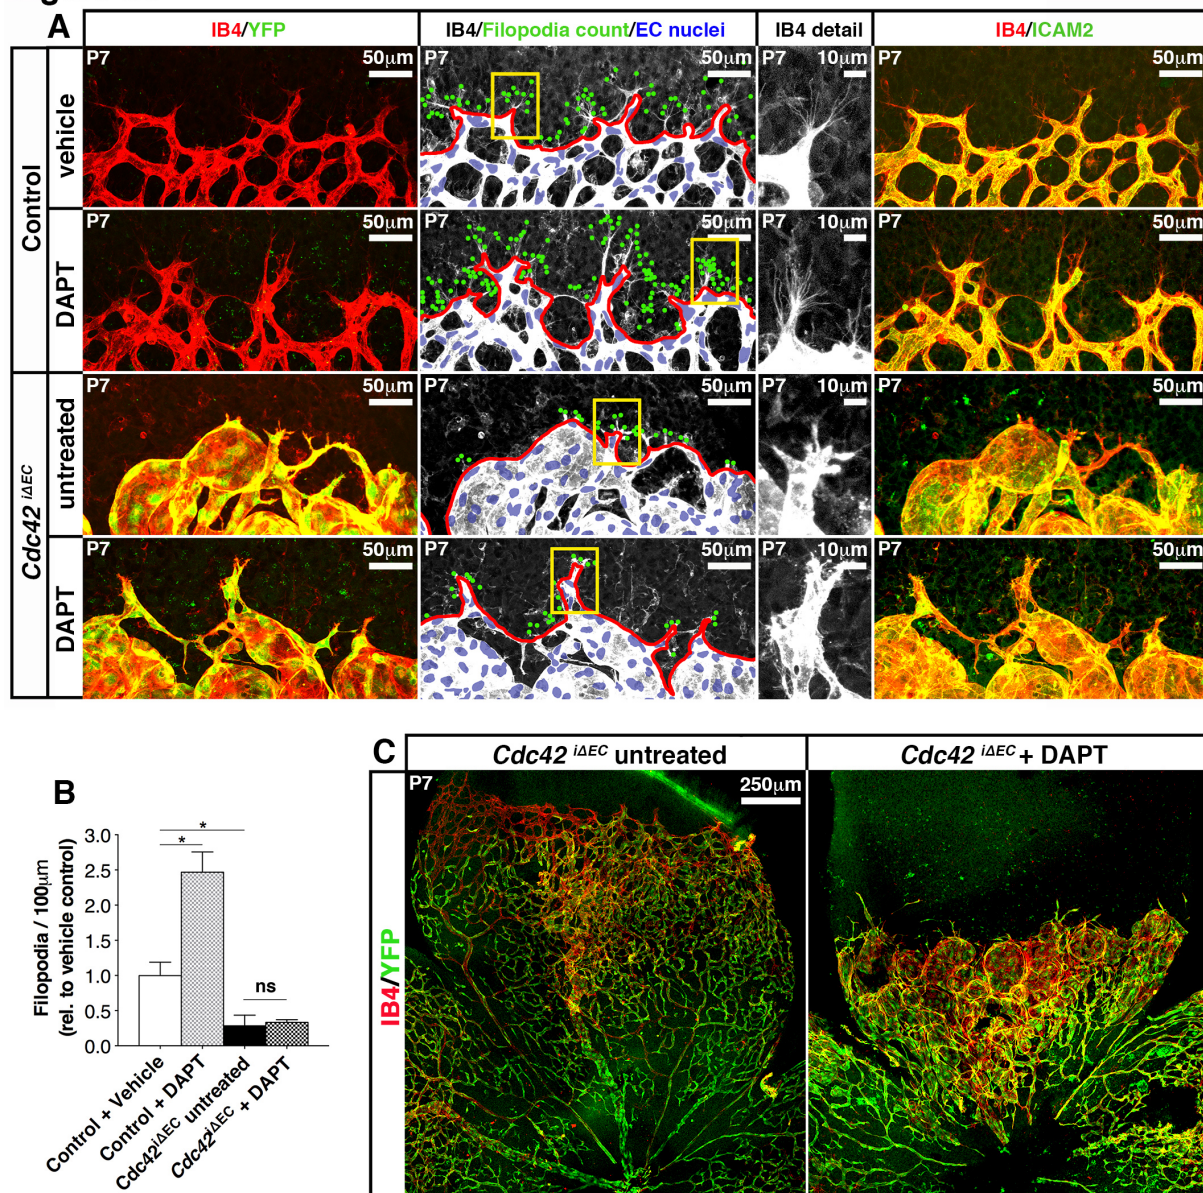 A
IB4/YFP
IB4/Filopodia count/EC nuclei
IB4 detail
IB4/ICAM2
Control
vehicle
P7 50µm
P7 50µm
P7 10µm
50µm
DAPT
P7 50µm
P7 50µm
P7 10µm
50µm
Cdc42 iΔEC
untreated
P7 50µm
P7 50µm
P7 10µm
50µm
DAPT
P7 50µm
P7 50µm
P7 10µm
50µm
B
Filopodia / 100µm
(rel. to vehicle control)
3.0
2.5
2.0
1.5
1.0
0.5
0.0
*
*
ns
Control + Vehicle
Control + DAPT
Cdc42iΔEC untreated
Cdc42iΔEC + DAPT
C
Cdc42 iΔEC untreated
Cdc42 iΔEC + DAPT
IB4/YFP
P7 250µm